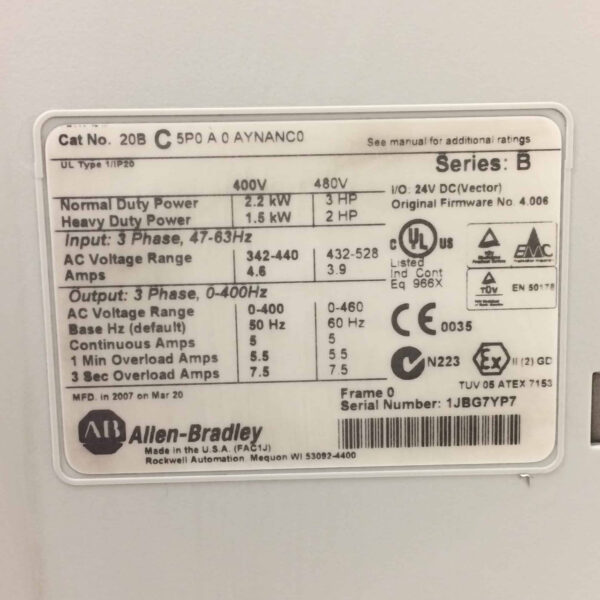 Cat No. 20B C 5P0 A 0 AYNANC0
See manual for additional ratings
UL Type 1/IP20
Series: B
400V 480V
I/O: 24V DC(Vector)
Normal Duty Power 2.2 kW 3 HP
Original Firmware No. 4.006
Heavy Duty Power 1.5 kW 2 HP
Input: 3 Phase, 47-63Hz
AC Voltage Range 342-440 432-528
Amps 4.6 3.9
C UL US
Listed
Ind Cont
Eq 966X
EMC
TÜV
EN 50178
Output: 3 Phase, 0-400Hz
AC Voltage Range 0-400 0-460
Base Hz (default) 50 Hz 60 Hz
Continuous Amps 5 5
1 Min Overload Amps 5.5 5.5
3 Sec Overload Amps 7.5 7.5
CE 0035
N223
Ex II (2) GD
TUV 05 ATEX 7153
MFD. in 2007 on Mar 20
Frame 0
Serial Number: 1JBG7YP7
AB Allen-Bradley
Made in the U.S.A. (FAC1J)
Rockwell Automation, Mequon WI 53092-4400